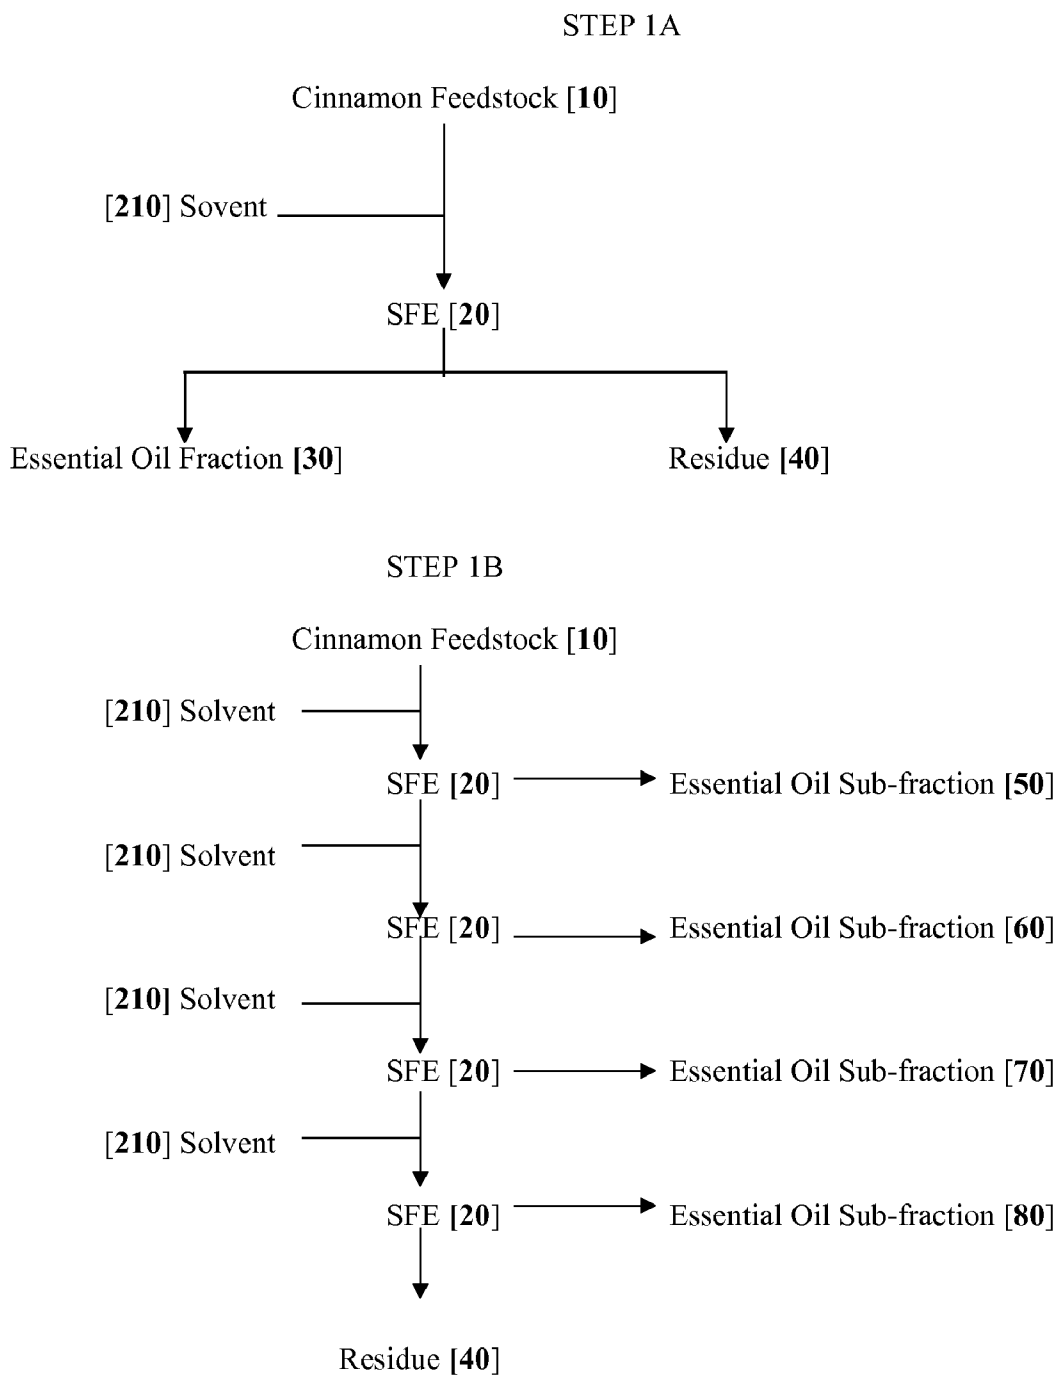 STEP 1A
Cinnamon Feedstock [10]
[210] Sovent
SFE [20]
Essential Oil Fraction [30]
Residue [40]
STEP 1B
Cinnamon Feedstock [10]
[210] Solvent
SFE [20]
Essential Oil Sub-fraction [50]
[210] Solvent
SFE [20]
Essential Oil Sub-fraction [60]
[210] Solvent
SFE [20]
Essential Oil Sub-fraction [70]
[210] Solvent
SFE [20]
Essential Oil Sub-fraction [80]
Residue [40]